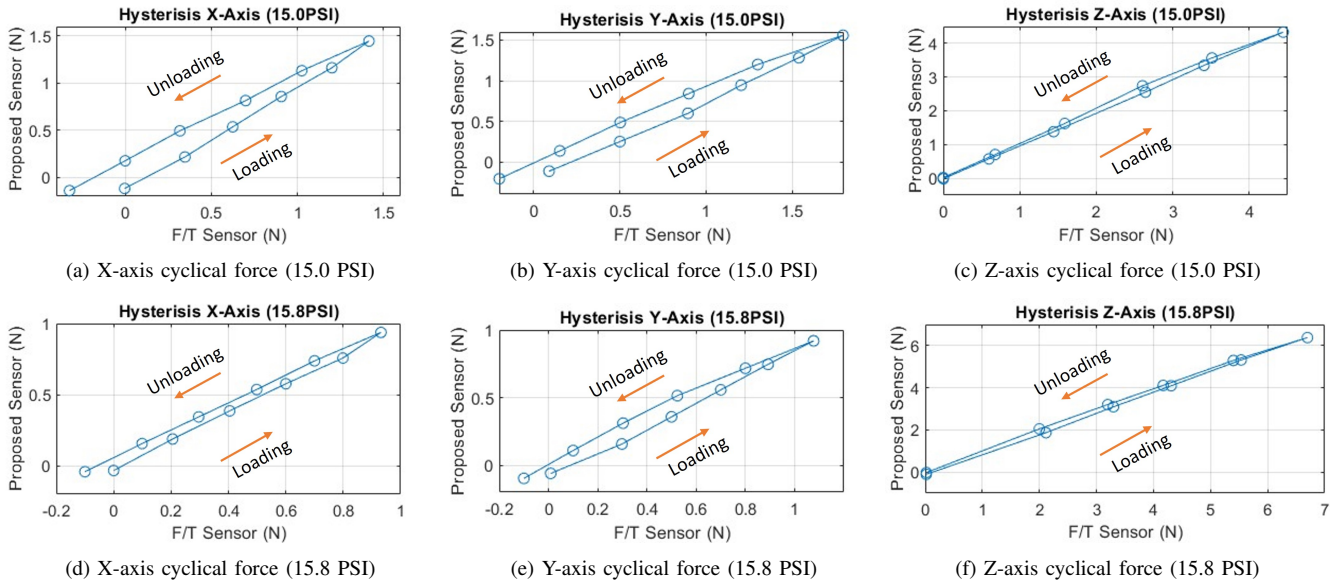 Hysterisis X-Axis (15.0PSI)
Proposed Sensor (N)
1.5
1
0.5
0
Unloading
Loading
0
0.5
1
1.5
F/T Sensor (N)
(a) X-axis cyclical force (15.0 PSI)
Hysterisis Y-Axis (15.0PSI)
Proposed Sensor (N)
1.5
1
0.5
0
Unloading
Loading
0
0.5
1
1.5
F/T Sensor (N)
(b) Y-axis cyclical force (15.0 PSI)
Hysterisis Z-Axis (15.0PSI)
Proposed Sensor (N)
4
3
2
1
0
Unloading
Loading
0
1
2
3
4
F/T Sensor (N)
(c) Z-axis cyclical force (15.0 PSI)
Hysterisis X-Axis (15.8PSI)
Proposed Sensor (N)
1
0.5
0
Unloading
Loading
-0.2
0
0.2
0.4
0.6
0.8
1
F/T Sensor (N)
(d) X-axis cyclical force (15.8 PSI)
Hysterisis Y-Axis (15.8PSI)
Proposed Sensor (N)
1
0.5
0
Unloading
Loading
-0.2
0
0.2
0.4
0.6
0.8
1
F/T Sensor (N)
(e) Y-axis cyclical force (15.8 PSI)
Hysterisis Z-Axis (15.8PSI)
Proposed Sensor (N)
6
4
2
0
Unloading
Loading
0
1
2
3
4
5
6
7
F/T Sensor (N)
(f) Z-axis cyclical force (15.8 PSI)